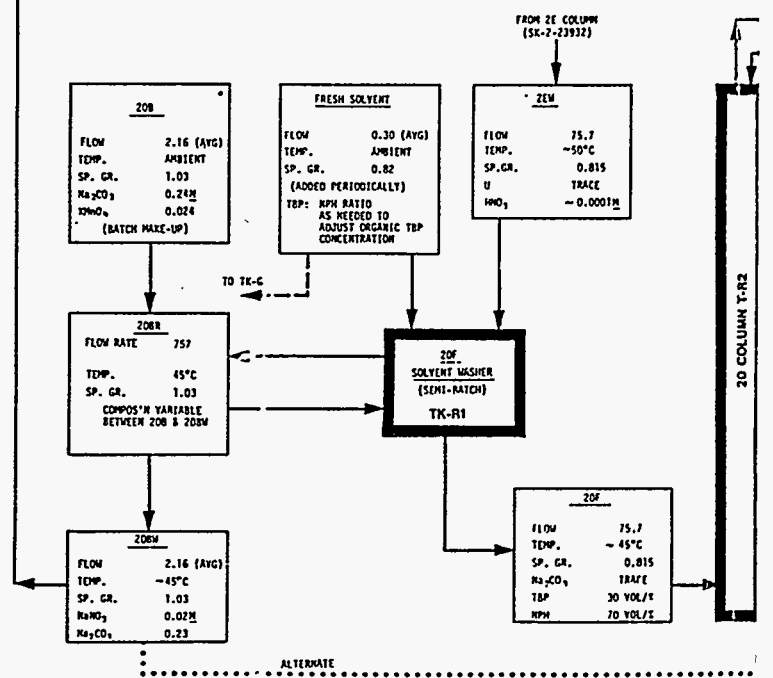 FROM 2E COLUMN
(SK-2-23932)
20B
FLOW 2.16 (AVG)
TEMP. AMBIENT
SP. GR. 1.03
Na2CO3 0.24M
KMnO4 0.024
(BATCH MAKE-UP)
FRESH SOLVENT
FLOW 0.30 (AVG)
TEMP. AMBIENT
SP. GR. 0.82
(ADDED PERIODICALLY)
TBP: NPH RATIO
AS NEEDED TO
ADJUST ORGANIC TBP
CONCENTRATION
2EW
FLOW 75.7
TEMP. ~50°C
SP.GR. 0.815
U TRACE
HNO3 ~0.0001M
TO TK-G
20BR
FLOW RATE 757
TEMP. 45°C
SP. GR. 1.03
COMPOS'N VARIABLE
BETWEEN 20B & 20BW
20F
SOLVENT WASHER
(SEMI-BATCH)
TK-R1
20 COLUMN T-R2
20BW
FLOW 2.16 (AVG)
TEMP. ~45°C
SP. GR. 1.03
NaNO3 0.02M
Na2CO3 0.23
20F
FLOW 75.7
TEMP. ~ 45°C
SP. GR. 0.815
Na2CO3 TRACE
TBP 30 VOL/%
NPH 70 VOL/%
ALTERNATE